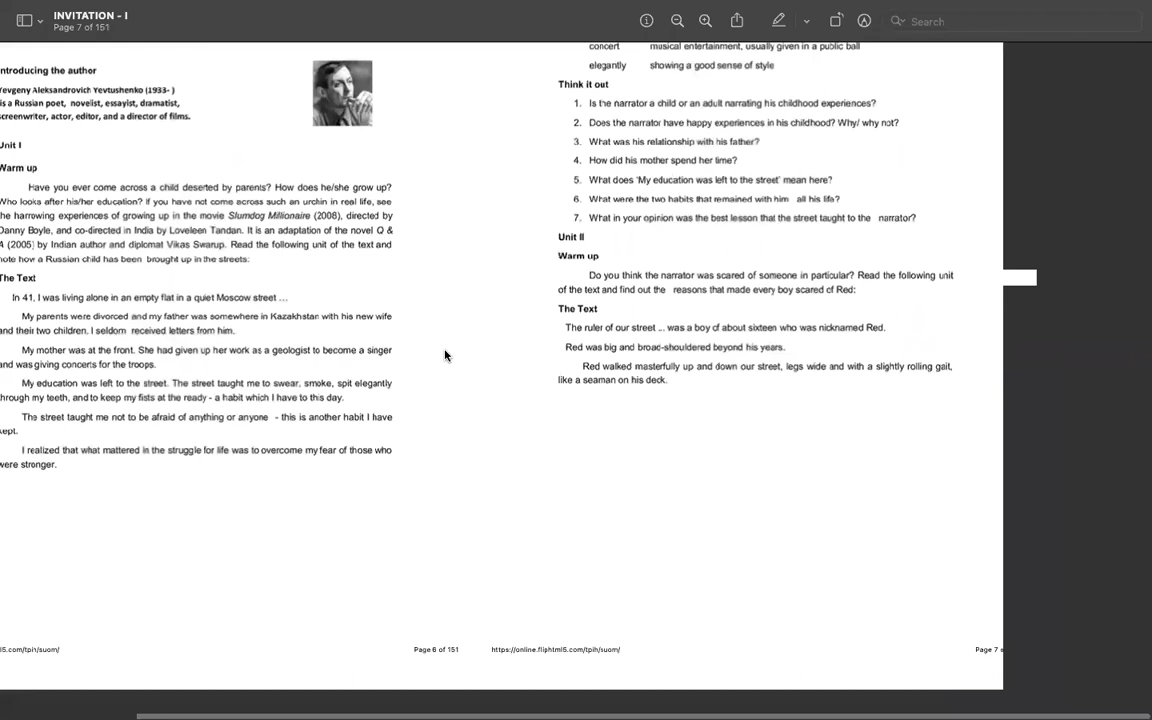 INVITATION - I
Page 7 of 151
Search
ntroducing the author
Yevgeny Aleksandrovich Yevtushenko (1933- )
is a Russian poet, novelist, essayist, dramatist,
screenwriter, actor, editor, and a director of films.
Unit I
Warm up
Have you ever come across a child deserted by parents? How does he/she grow up?
Who looks after his/her education? If you have not come across such an urchin in real life, see
he harrowing experiences of growing up in the movie Slumdog Millionaire (2008), directed by
Danny Boyle, and co-directed in India by Loveleen Tandan. It is an adaptation of the novel Q &
A (2005) by Indian author and diplomat Vikas Swarup. Read the following unit of the text and
note how a Russian child has been brought up in the streets:
The Text
In 41, I was living alone in an empty flat in a quiet Moscow street ...
My parents were divorced and my father was somewhere in Kazakhstan with his new wife
and their two children. I seldom received letters from him.
My mother was at the front. She had given up her work as a geologist to become a singer
and was giving concerts for the troops.
My education was left to the street. The street taught me to swear, smoke, spit elegantly
hrough my teeth, and to keep my fists at the ready - a habit which I have to this day.
The street taught me not to be afraid of anything or anyone - this is another habit I have
kept.
I realized that what mattered in the struggle for life was to overcome my fear of those who
were stronger.
l5.com/tpih/suom/
Page 6 of 151
concert musical entertainment, usually given in a public ball
elegantly showing a good sense of style
Think it out
1. Is the narrator a child or an adult narrating his childhood experiences?
2. Does the narrator have happy experiences in his childhood? Why/ why not?
3. What was his relationship with his father?
4. How did his mother spend her time?
5. What does 'My education was left to the street' mean here?
6. What were the two habits that remained with him all his life?
7. What in your opinion was the best lesson that the street taught to the narrator?
Unit II
Warm up
Do you think the narrator was scared of someone in particular? Read the following unit
of the text and find out the reasons that made every boy scared of Red:
The Text
The ruler of our street ... was a boy of about sixteen who was nicknamed Red.
Red was big and broad-shouldered beyond his years.
Red walked masterfully up and down our street, legs wide and with a slightly rolling gait,
like a seaman on his deck.
https://online.fliphtml5.com/tpih/suom/
Page 7 o